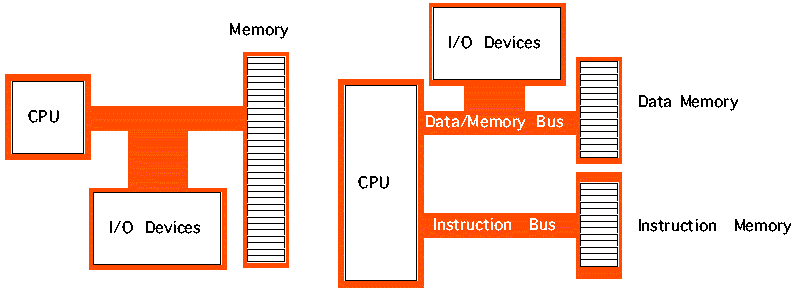 Memory
CPU
I/O Devices
I/O Devices
Data/Memory Bus
Data Memory
CPU
Instruction Bus
Instruction Memory